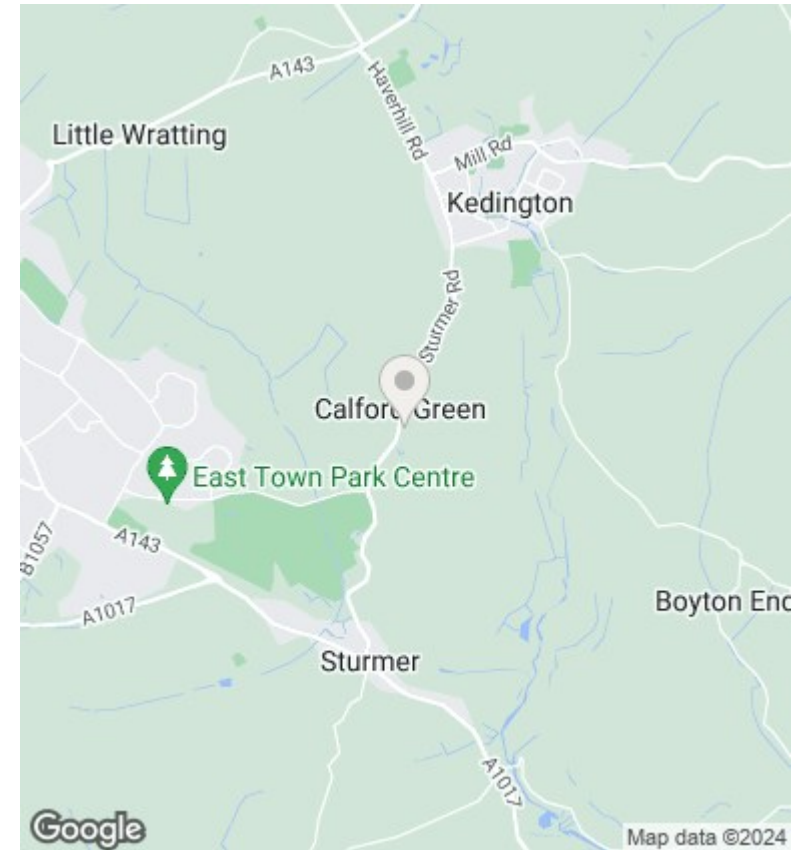 A143
Haverhill Rd
Little Wratting
Mill Rd
Kedington
Sturmer Rd
Calford Green
East Town Park Centre
A143
B1057
A1017
Boyton End
Sturmer
A1017
Google
Map data ©2024